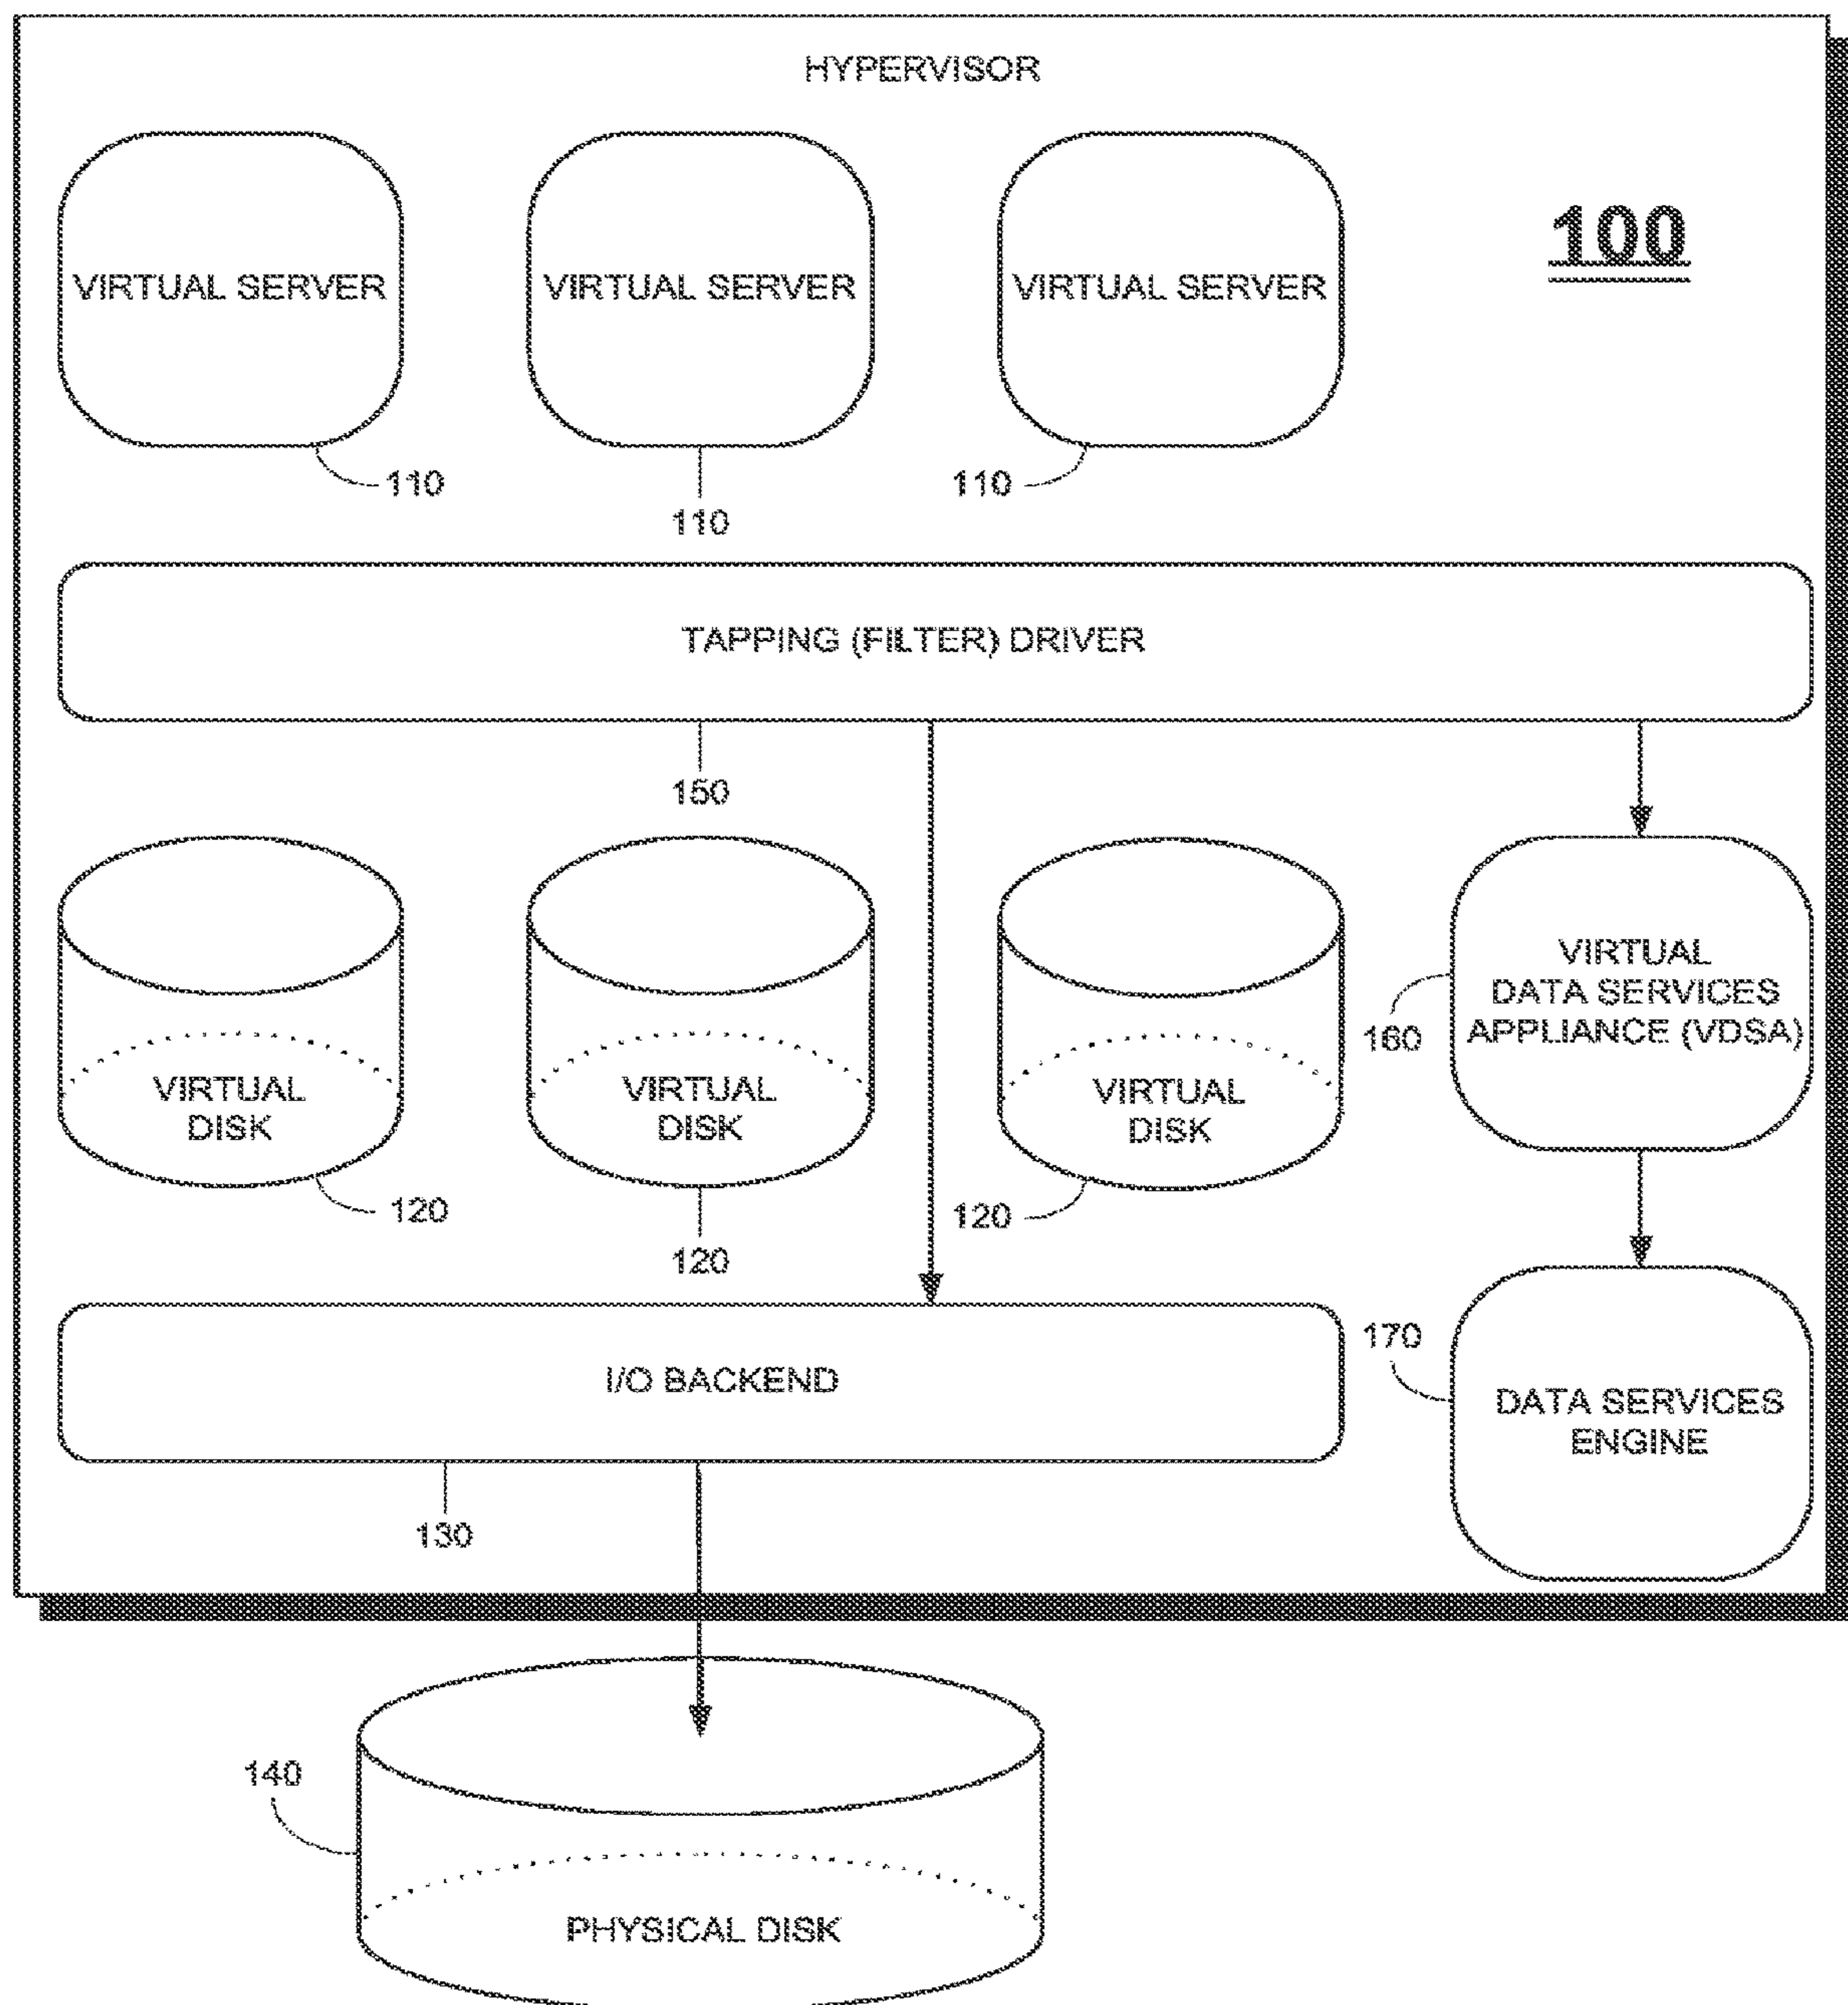 HYPERVISOR
100
VIRTUAL SERVER
VIRTUAL SERVER
VIRTUAL SERVER
110
110
110
TAPPING (FILTER) DRIVER
150
VIRTUAL
DISK
VIRTUAL
DISK
VIRTUAL
DISK
VIRTUAL
DATA SERVICES
APPLIANCE (VDSA)
160
120
120
120
I/O BACKEND
130
170
DATA SERVICES
ENGINE
140
PHYSICAL DISK